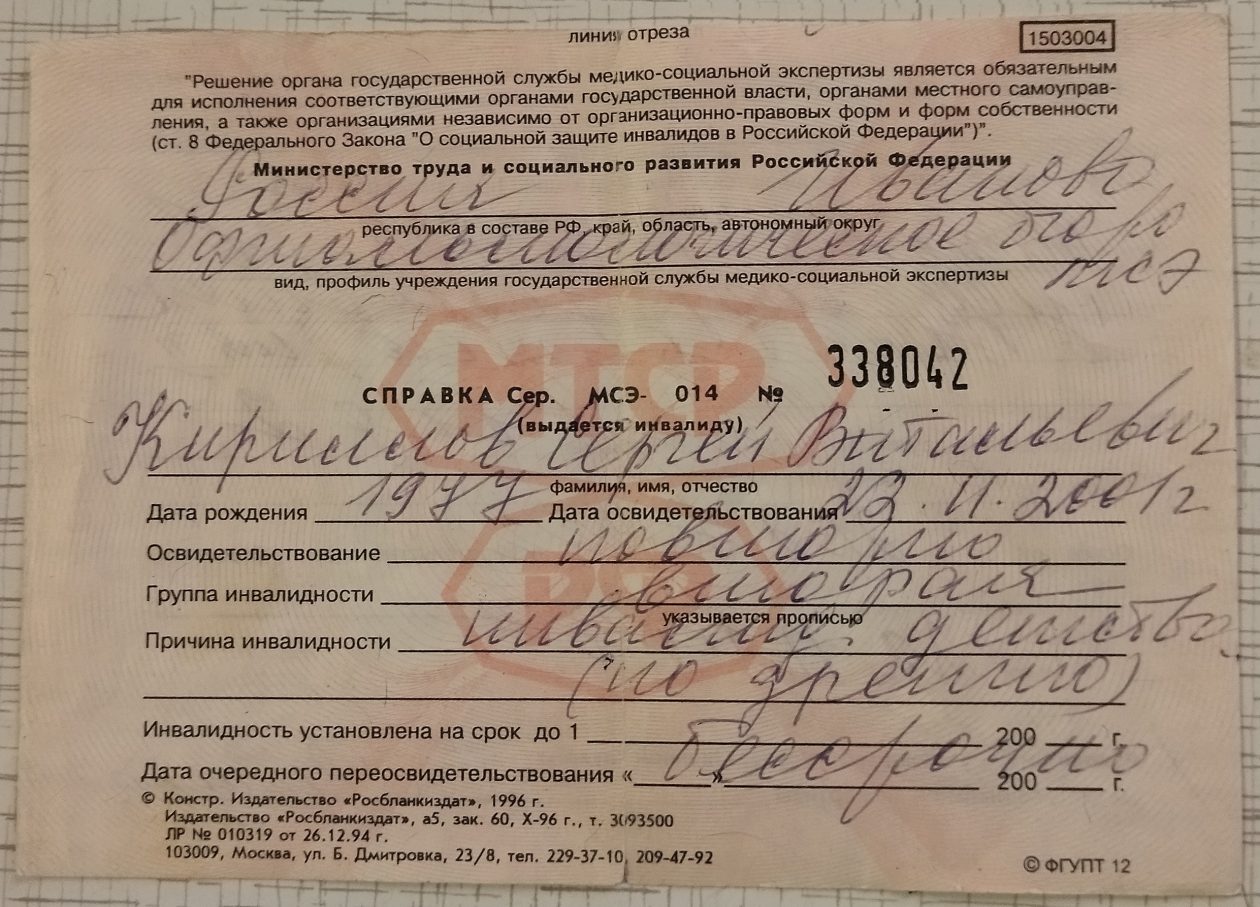 линия отреза
1503004
"Решение органа государственной службы медико-социальной экспертизы является обязательным
для исполнения соответствующими органами государственной власти, органами местного самоуправ-
ления, а также организациями независимо от организационно-правовых форм и форм собственности
(ст. 8 Федерального Закона "О социальной защите инвалидов в Российской Федерации")".
Министерство труда и социального развития Российской Федерации
Россия Иваново
республика в составе РФ, край, область, автономный округ
Офтальмологическое бюро
МСЭ
вид, профиль учреждения государственной службы медико-социальной экспертизы
МТСР
338042
СПРАВКА Сер. МСЭ- 014 №
(выдается инвалиду)
Кириллов Сергей Витальевич
фамилия, имя, отчество
Дата рождения 1977 Дата освидетельствования 22.11.2001г
Освидетельствование повторно
Группа инвалидности вторая
указывается прописью
РФ
Причина инвалидности инвалид. детства
(по зрению)
Инвалидность установлена на срок до 1 200 г.
бессрочно
Дата очередного переосвидетельствования « » 200 г.
© Констр. Издательство «Росбланкиздат», 1996 г.
Издательство «Росбланкиздат», а5, зак. 60, Х-96 г., т. 3093500
ЛР № 010319 от 26.12.94 г.
103009, Москва, ул. Б. Дмитровка, 23/8, тел. 229-37-10, 209-47-92
© ФГУПТ 12